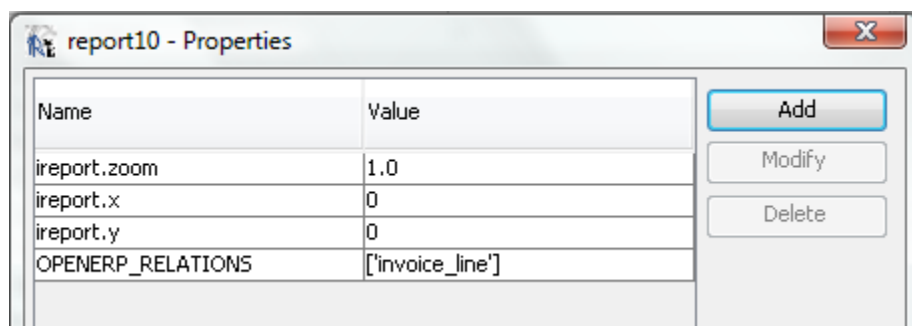 report10 - Properties
Name Value
Add
ireport.zoom 1.0
Modify
ireport.x 0
Delete
ireport.y 0
OPENERP_RELATIONS ['invoice_line']